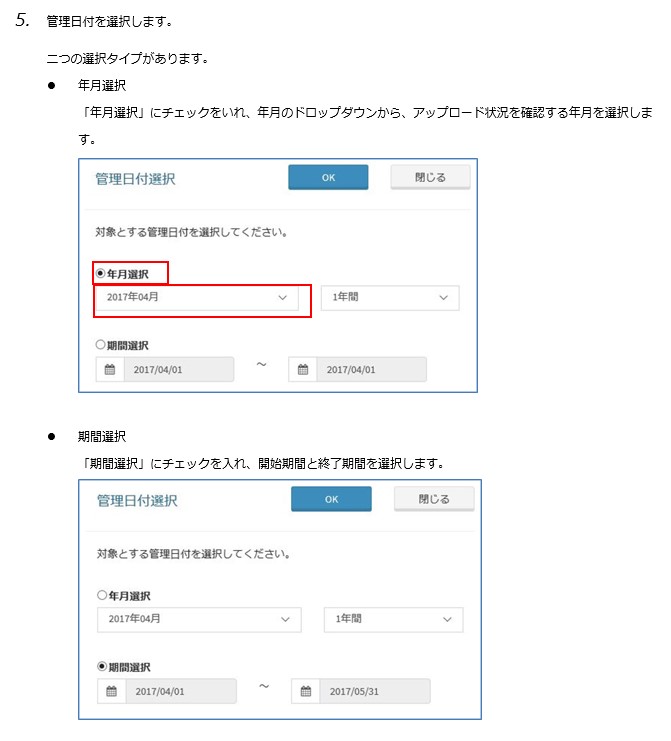 5. 管理日付を選択します。
二つの選択タイプがあります。
● 年月選択
「年月選択」にチェックをいれ、年月のドロップダウンから、アップロード状況を確認する年月を選択しま
す。
管理日付選択 OK 閉じる
対象とする管理日付を選択してください。
年月選択
2017年04月 1年間
期間選択
2017/04/01 ～ 2017/04/01
● 期間選択
「期間選択」にチェックを入れ、開始期間と終了期間を選択します。
管理日付選択 OK 閉じる
対象とする管理日付を選択してください。
年月選択
2017年04月 1年間
期間選択
2017/04/01 ～ 2017/05/31